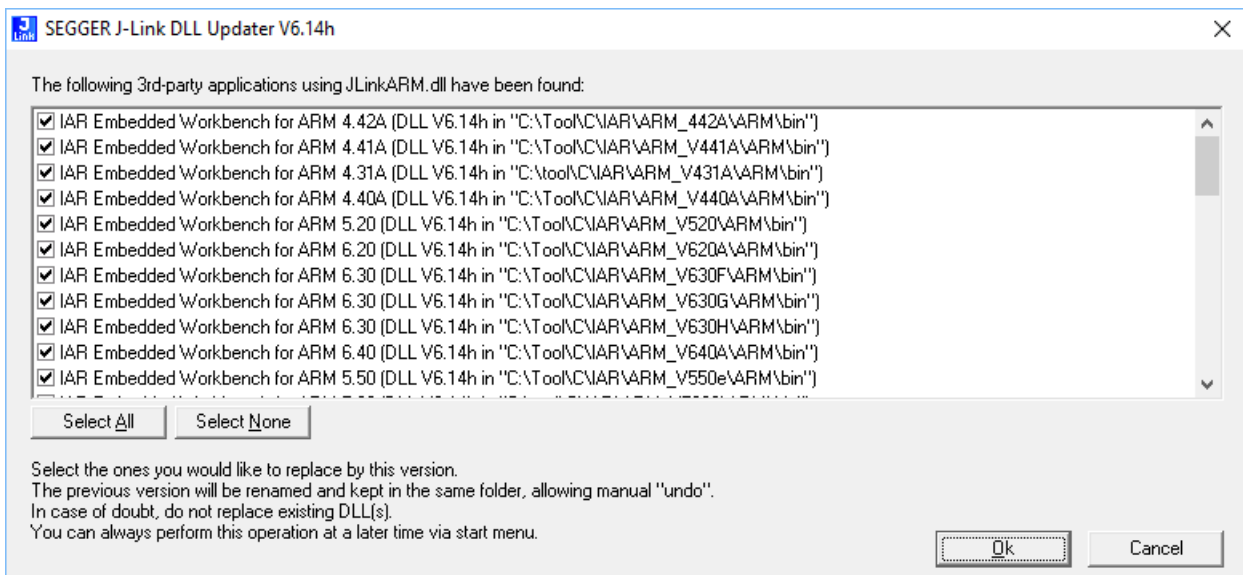 J
Link
SEGGER J-Link DLL Updater V6.14h
The following 3rd-party applications using JLinkARM.dll have been found:
IAR Embedded Workbench for ARM 4.42A (DLL V6.14h in "C:\Tool\C\IAR\ARM_442A\ARM\bin")
IAR Embedded Workbench for ARM 4.41A (DLL V6.14h in "C:\Tool\C\IAR\ARM_V441A\ARM\bin")
IAR Embedded Workbench for ARM 4.31A (DLL V6.14h in "C:\tool\C\IAR\ARM_V431A\ARM\bin")
IAR Embedded Workbench for ARM 4.40A (DLL V6.14h in "C:\Tool\C\IAR\ARM_V440A\ARM\bin")
IAR Embedded Workbench for ARM 5.20 (DLL V6.14h in "C:\Tool\C\IAR\ARM_V520\ARM\bin")
IAR Embedded Workbench for ARM 6.20 (DLL V6.14h in "C:\Tool\C\IAR\ARM_V620A\ARM\bin")
IAR Embedded Workbench for ARM 6.30 (DLL V6.14h in "C:\Tool\C\IAR\ARM_V630F\ARM\bin")
IAR Embedded Workbench for ARM 6.30 (DLL V6.14h in "C:\Tool\C\IAR\ARM_V630G\ARM\bin")
IAR Embedded Workbench for ARM 6.30 (DLL V6.14h in "C:\Tool\C\IAR\ARM_V630H\ARM\bin")
IAR Embedded Workbench for ARM 6.40 (DLL V6.14h in "C:\Tool\C\IAR\ARM_V640A\ARM\bin")
IAR Embedded Workbench for ARM 5.50 (DLL V6.14h in "C:\Tool\C\IAR\ARM_V550e\ARM\bin")
Select All
Select None
Select the ones you would like to replace by this version.
The previous version will be renamed and kept in the same folder, allowing manual "undo".
In case of doubt, do not replace existing DLL(s).
You can always perform this operation at a later time via start menu.
Ok
Cancel